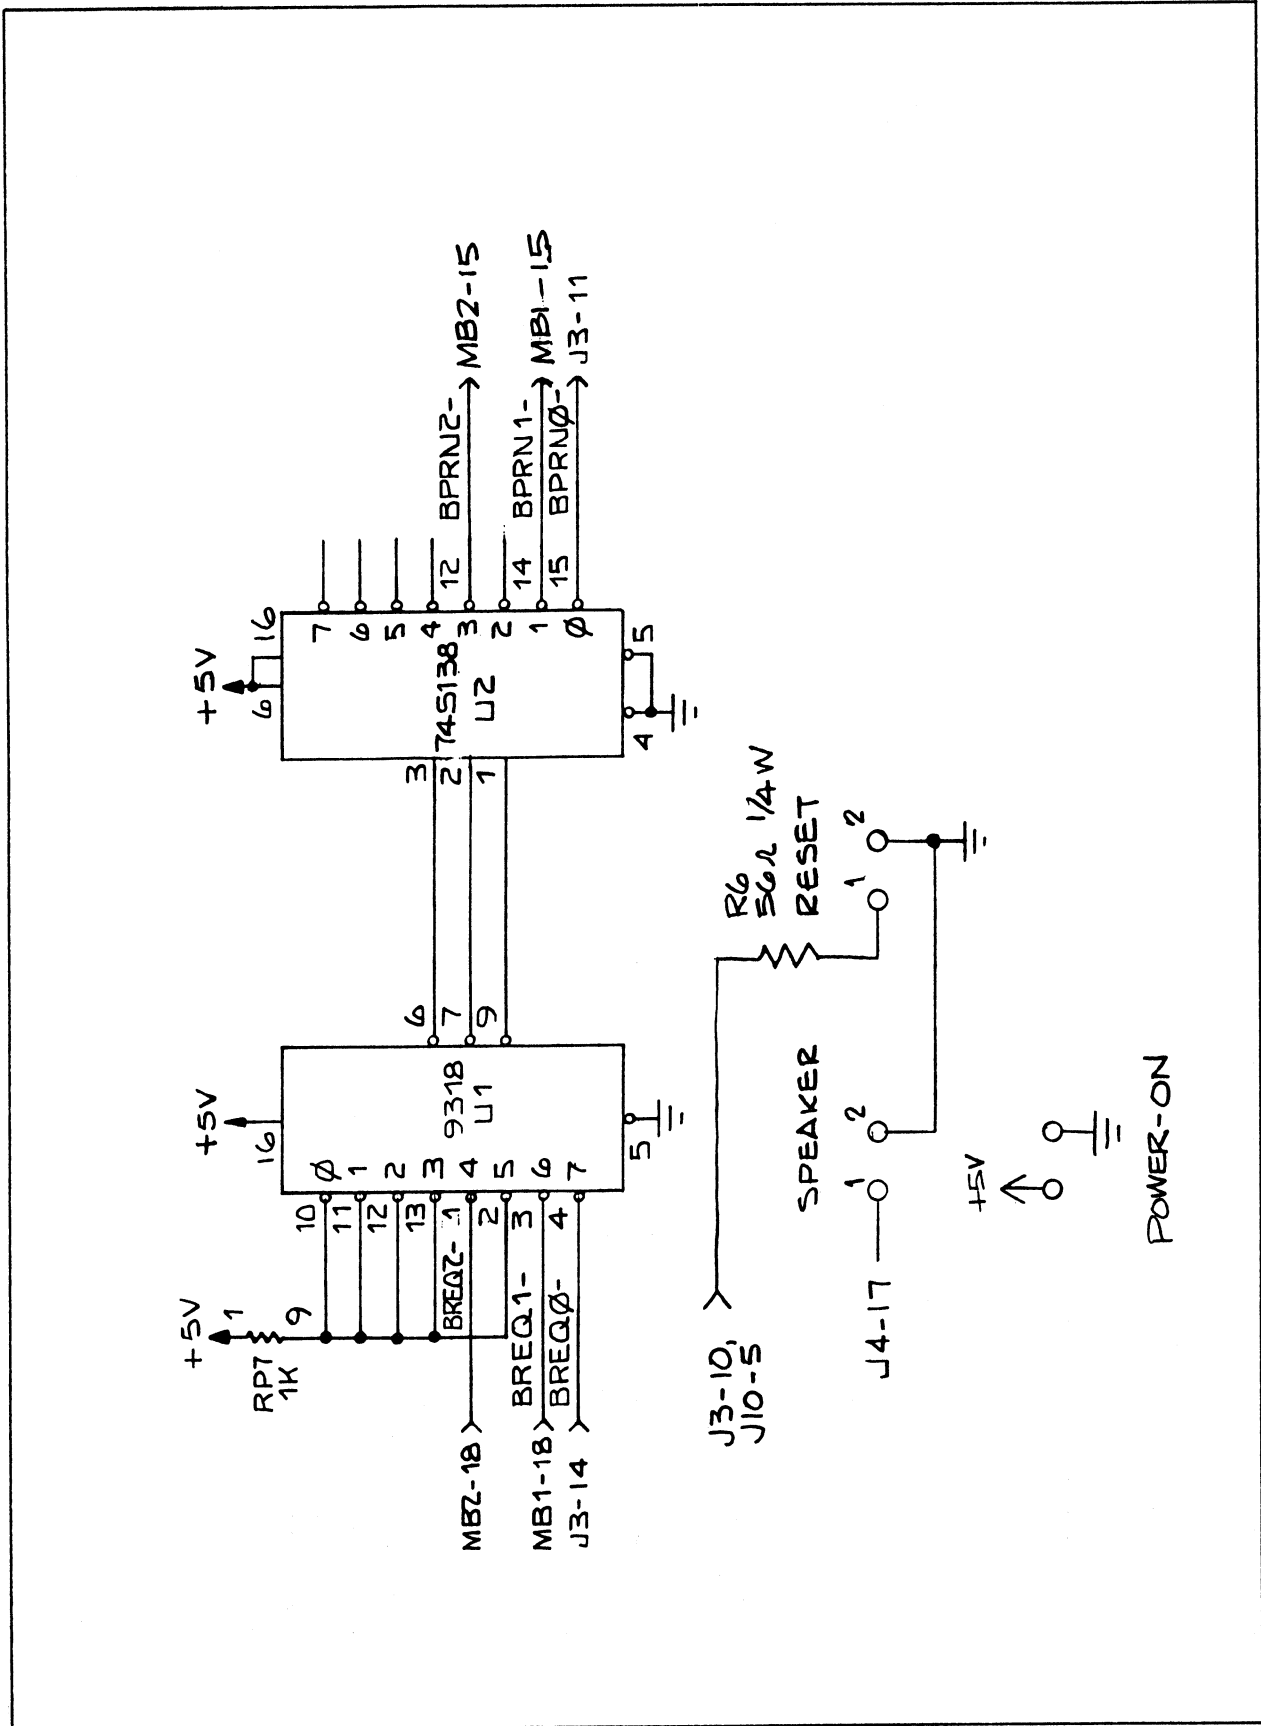 +5V
RP7
1K
1
9
10
11
12
13
BREQ2-
1
2
BREQ1-
3
BREQØ-
4
MB2-18
MB1-18
J3-14
+5V
16
Ø
1
2
3
4
5
6
7
9318
U1
5
6
7
9
3
2
1
+5V
6
16
74S138
U2
7
6
5
4
3
2
1
Ø
4
5
12
BPRN2-
MB2-15
14
BPRN1-
MB1-15
15
BPRNØ-
J3-11
J3-10,
J10-5
R6
56Ω 1/4W
RESET
1
2
SPEAKER
1
2
J4-17
+5V
POWER-ON